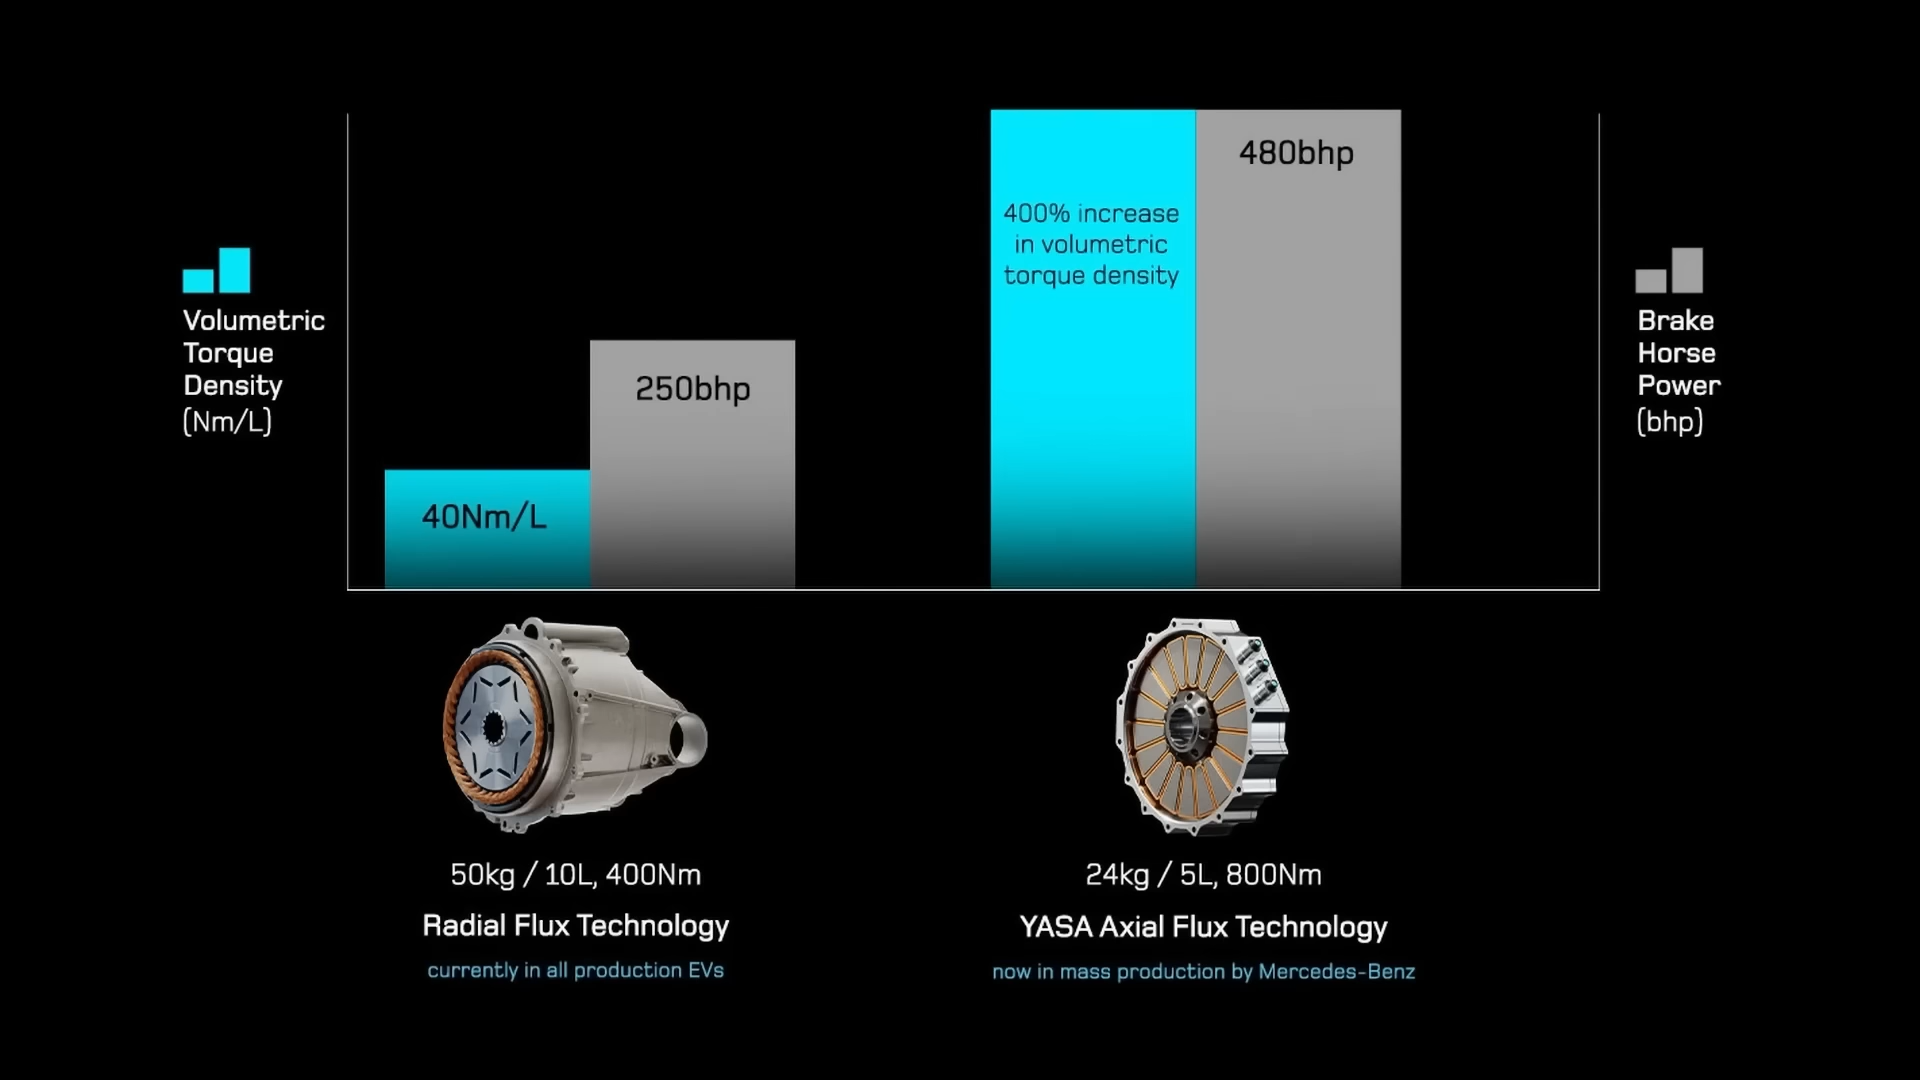 Volumetric
Torque
Density
(Nm/L)
40Nm/L
250bhp
400% increase
in volumetric
torque density
480bhp
Brake
Horse
Power
(bhp)
50kg / 10L, 400Nm
Radial Flux Technology
currently in all production EVs
24kg / 5L, 800Nm
YASA Axial Flux Technology
now in mass production by Mercedes-Benz